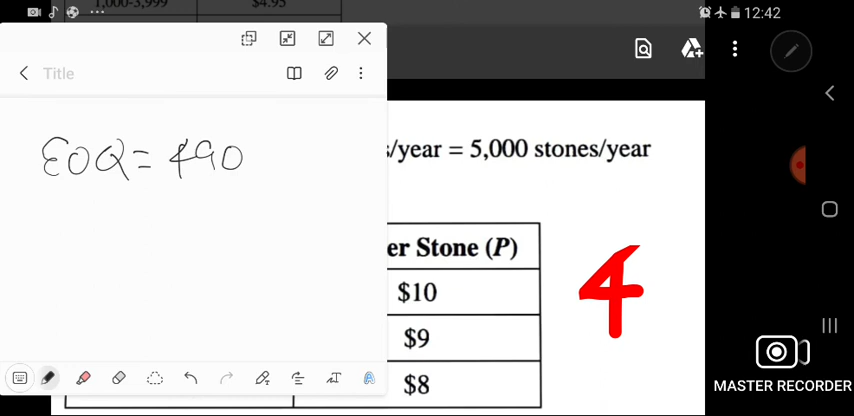 1,000-3,999 $4.95
12:42
Title
EOQ = 490
/year = 5,000 stones/year
er Stone (P)
$10
4
$9
$8
MASTER RECORDER